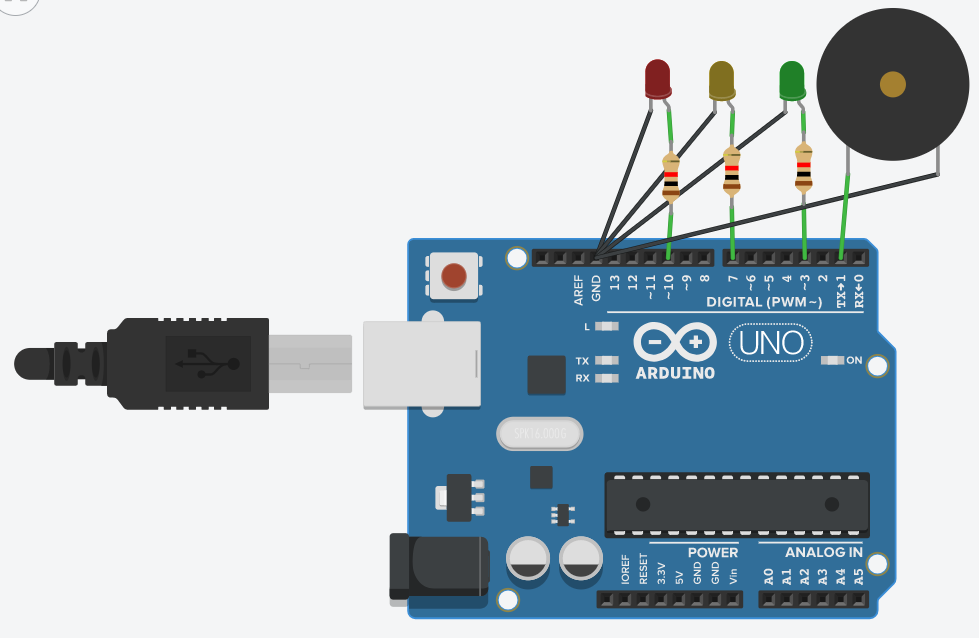 AREF
GND
13
12
~11
~10
~9
8
7
~6
~5
4
~3
2
TX→1
RX←0
DIGITAL (PWM~)
L
TX
RX
UNO
ARDUINO
ON
SPK16.000G
POWER
ANALOG IN
IOREF
RESET
3.3V
5V
GND
GND
Vin
A0
A1
A2
A3
A4
A5